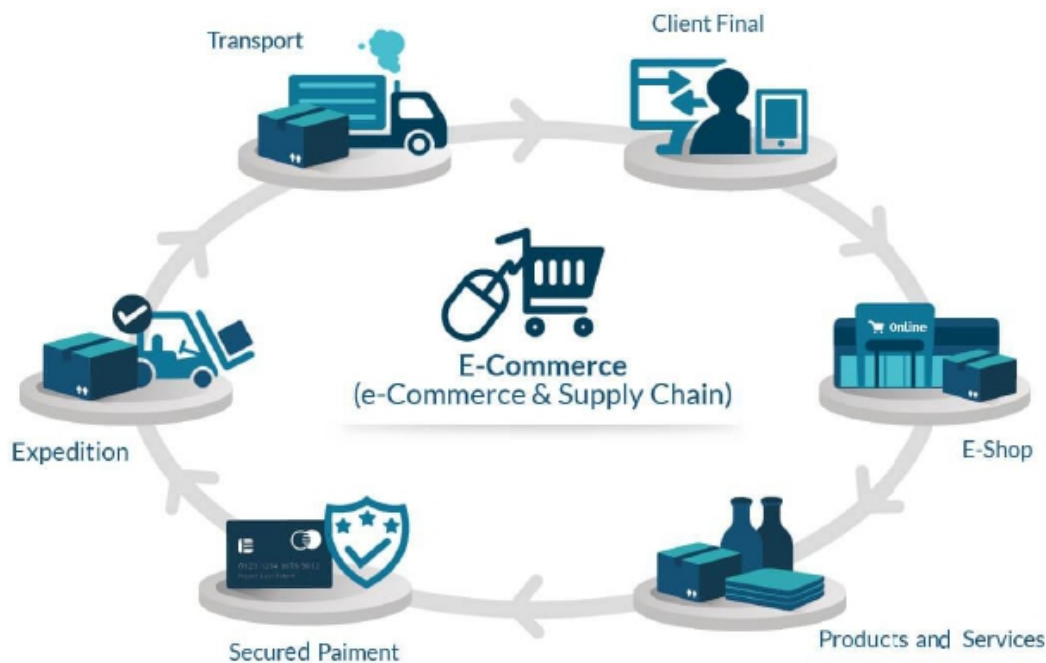 Transport
Client Final
Online
E-Commerce
(e-Commerce & Supply Chain)
Expedition
E-Shop
Secured Paiment
Products and Services